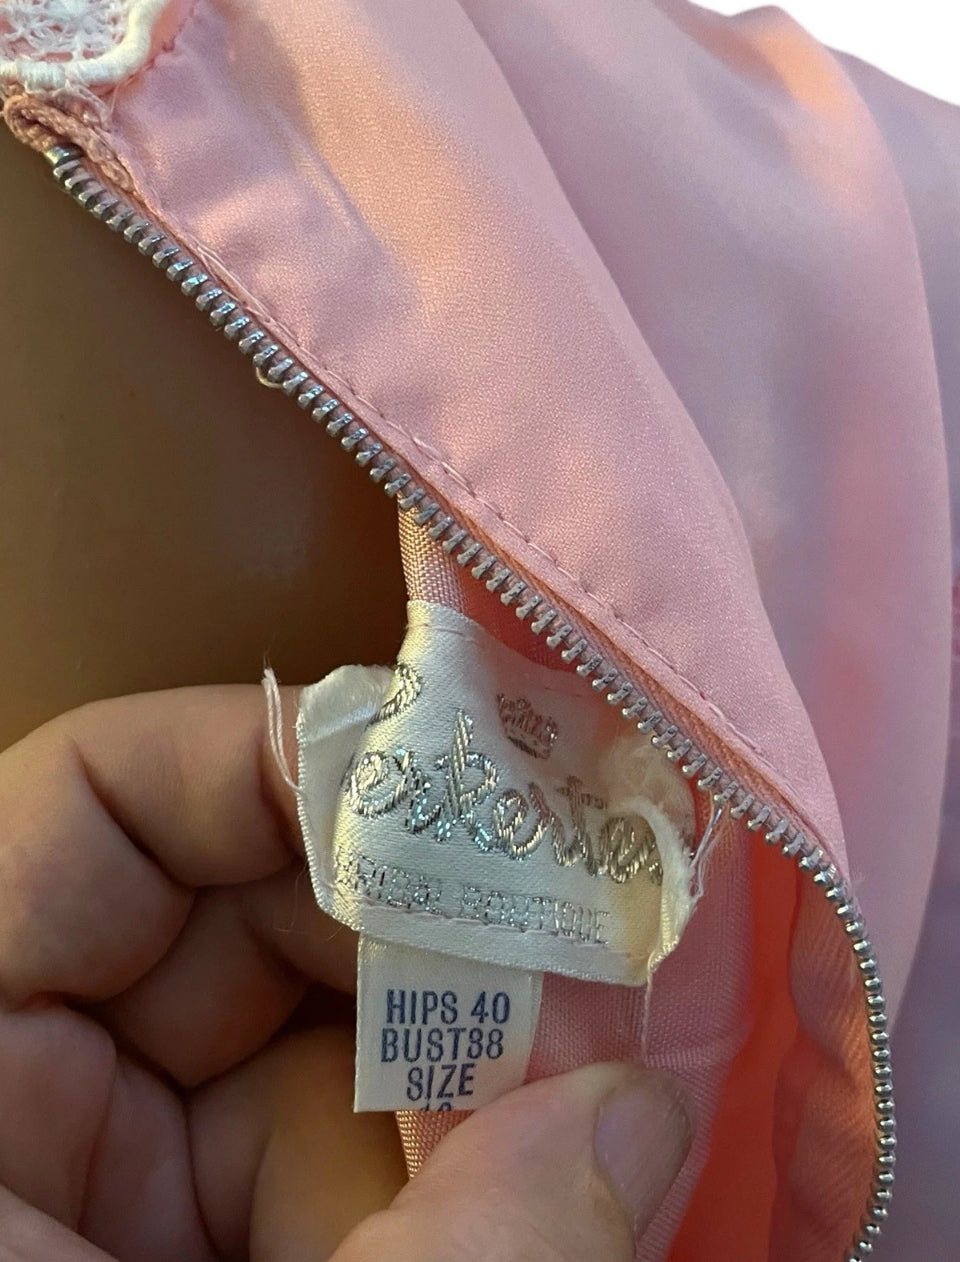 BRIDAL BOUTIQUE
HIPS 40
BUST38
SIZE